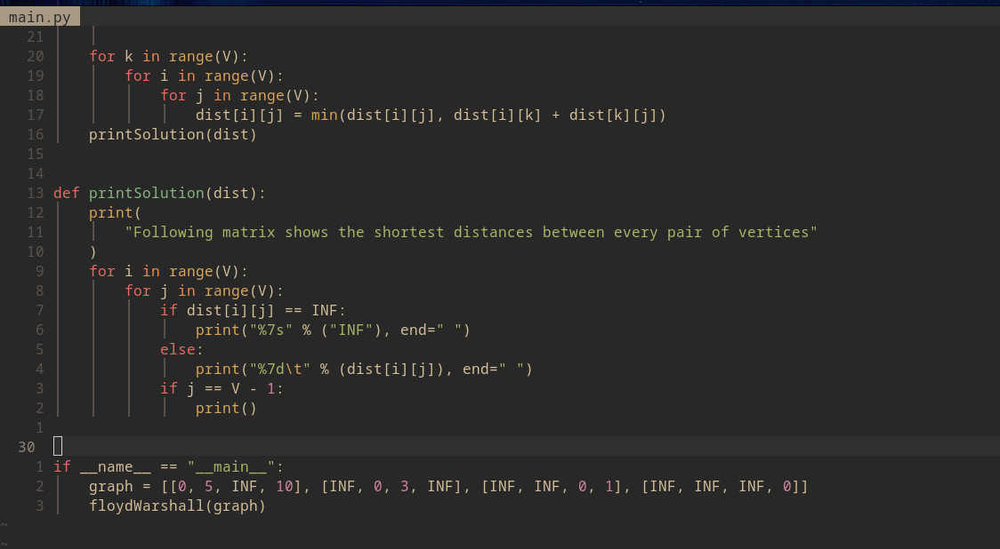 main.py
21
20     for k in range(V):
19         for i in range(V):
18             for j in range(V):
17                 dist[i][j] = min(dist[i][j], dist[i][k] + dist[k][j])
16     printSolution(dist)
15
14
13 def printSolution(dist):
12     print(
11         "Following matrix shows the shortest distances between every pair of vertices"
10     )
9     for i in range(V):
8         for j in range(V):
7             if dist[i][j] == INF:
6                 print("%7s" % ("INF"), end=" ")
5             else:
4                 print("%7d\t" % (dist[i][j]), end=" ")
3             if j == V - 1:
2                 print()
1
30
1 if __name__ == "__main__":
2     graph = [[0, 5, INF, 10], [INF, 0, 3, INF], [INF, INF, 0, 1], [INF, INF, INF, 0]]
3     floydWarshall(graph)
~
~